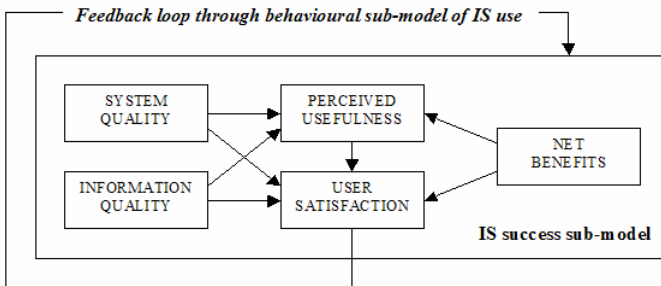 Feedback loop through behavioural sub-model of IS use
SYSTEM
QUALITY
PERCEIVED
USEFULNESS
NET
BENEFITS
INFORMATION
QUALITY
USER
SATISFACTION
IS success sub-model